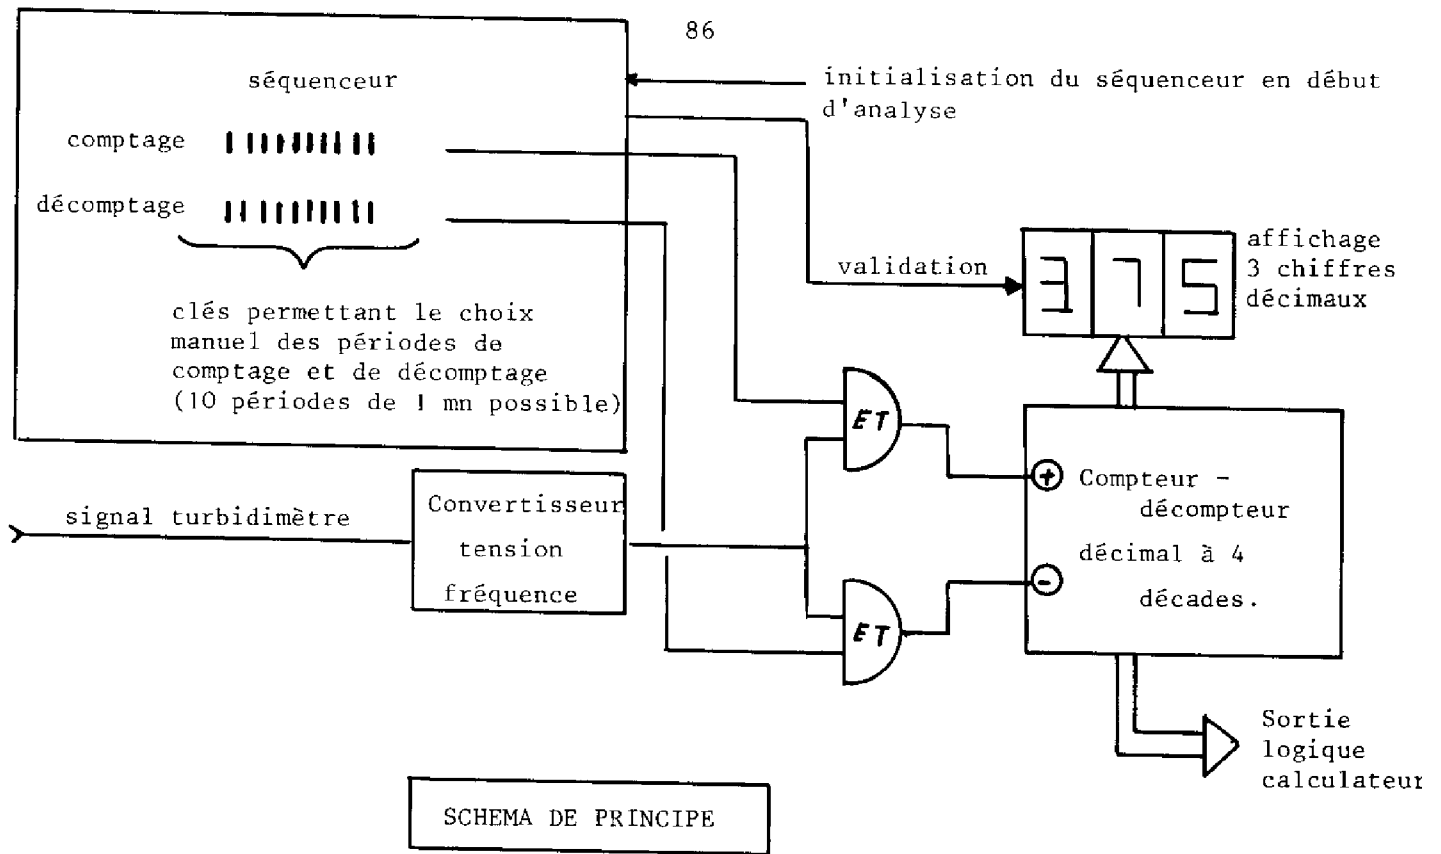 86
séquenceur
comptage
décomptage
clés permettant le choix
manuel des périodes de
comptage et de décomptage
(10 périodes de 1 mn possible)
initialisation du séquenceur en début
d'analyse
validation
375
affichage
3 chiffres
décimaux
signal turbidimètre
Convertisseur
tension
fréquence
ET
ET
+
-
Compteur -
décompteur
décimal à 4
décades.
Sortie
logique
calculateur
SCHEMA DE PRINCIPE